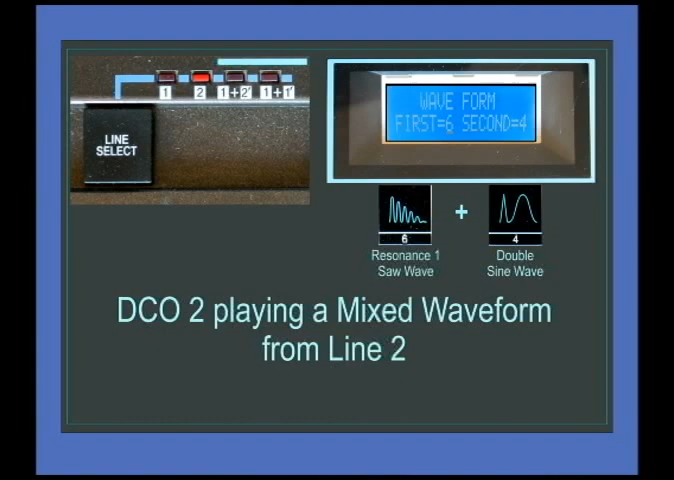 1 2 1+2' 1+1'
LINE
SELECT
WAVE FORM
FIRST=6 SECOND=4
+
6 4
Resonance 1
Saw Wave
Double
Sine Wave
DCO 2 playing a Mixed Waveform
from Line 2